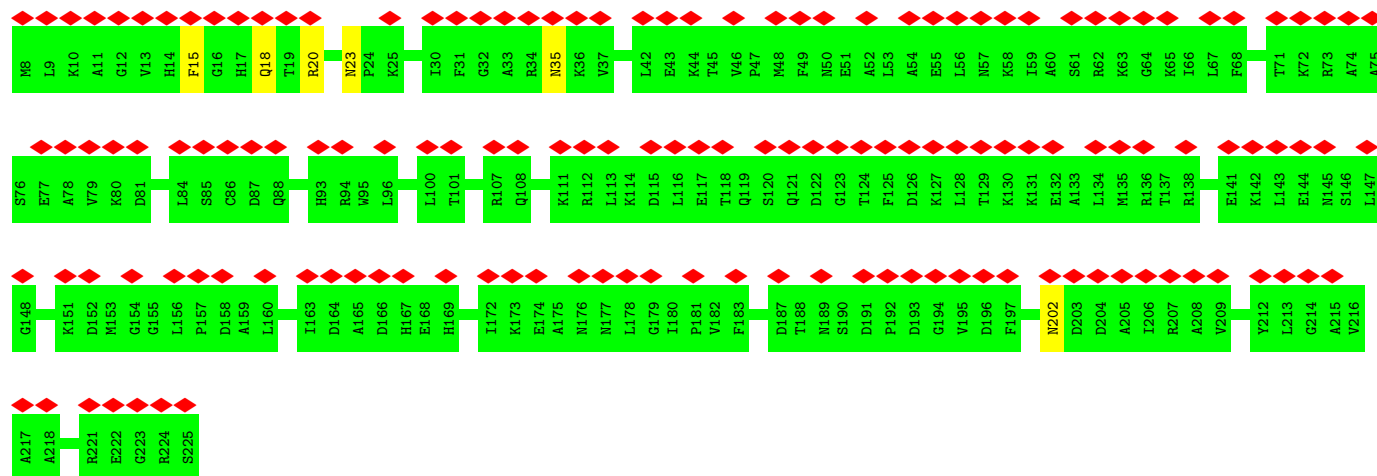 M8 L9 K10 A11 G12 V13 H14 F15 G16 H17 Q18 T19 R20 N23 P24 K25 I30 F31 G32 A33 R34 N35 K36 V37 L42 E43 K44 T45 V46 P47 M48 F49 N50 E51 A52 L53 A54 E55 L56 N57 K58 I59 A60 S61 R62 K63 G64 K65 I66 L67 F68 T71 K72 R73 A74 A75
S76 E77 A78 V79 K80 D81 L84 S85 C86 D87 Q88 H93 R94 W95 L96 L100 T101 R107 Q108 K111 R112 L113 K114 D115 L116 E117 T118 Q119 S120 Q121 D122 G123 T124 F125 D126 K127 L128 T129 K130 K131 E132 A133 L134 M135 R136 T137 R138 E141 K142 L143 E144 N145 S146 L147
G148 K151 D152 M153 G154 G155 L156 P157 D158 A159 L160 I163 D164 A165 D166 H167 E168 H169 I172 K173 E174 A175 N176 N177 L178 G179 I180 P181 V182 F183 D187 T188 N189 S190 D191 P192 D193 G194 V195 D196 F197 N202 D203 D204 A205 I206 R207 A208 V209 Y212 L213 G214 A215 V216
A217 A218 R221 E222 G223 R224 S225